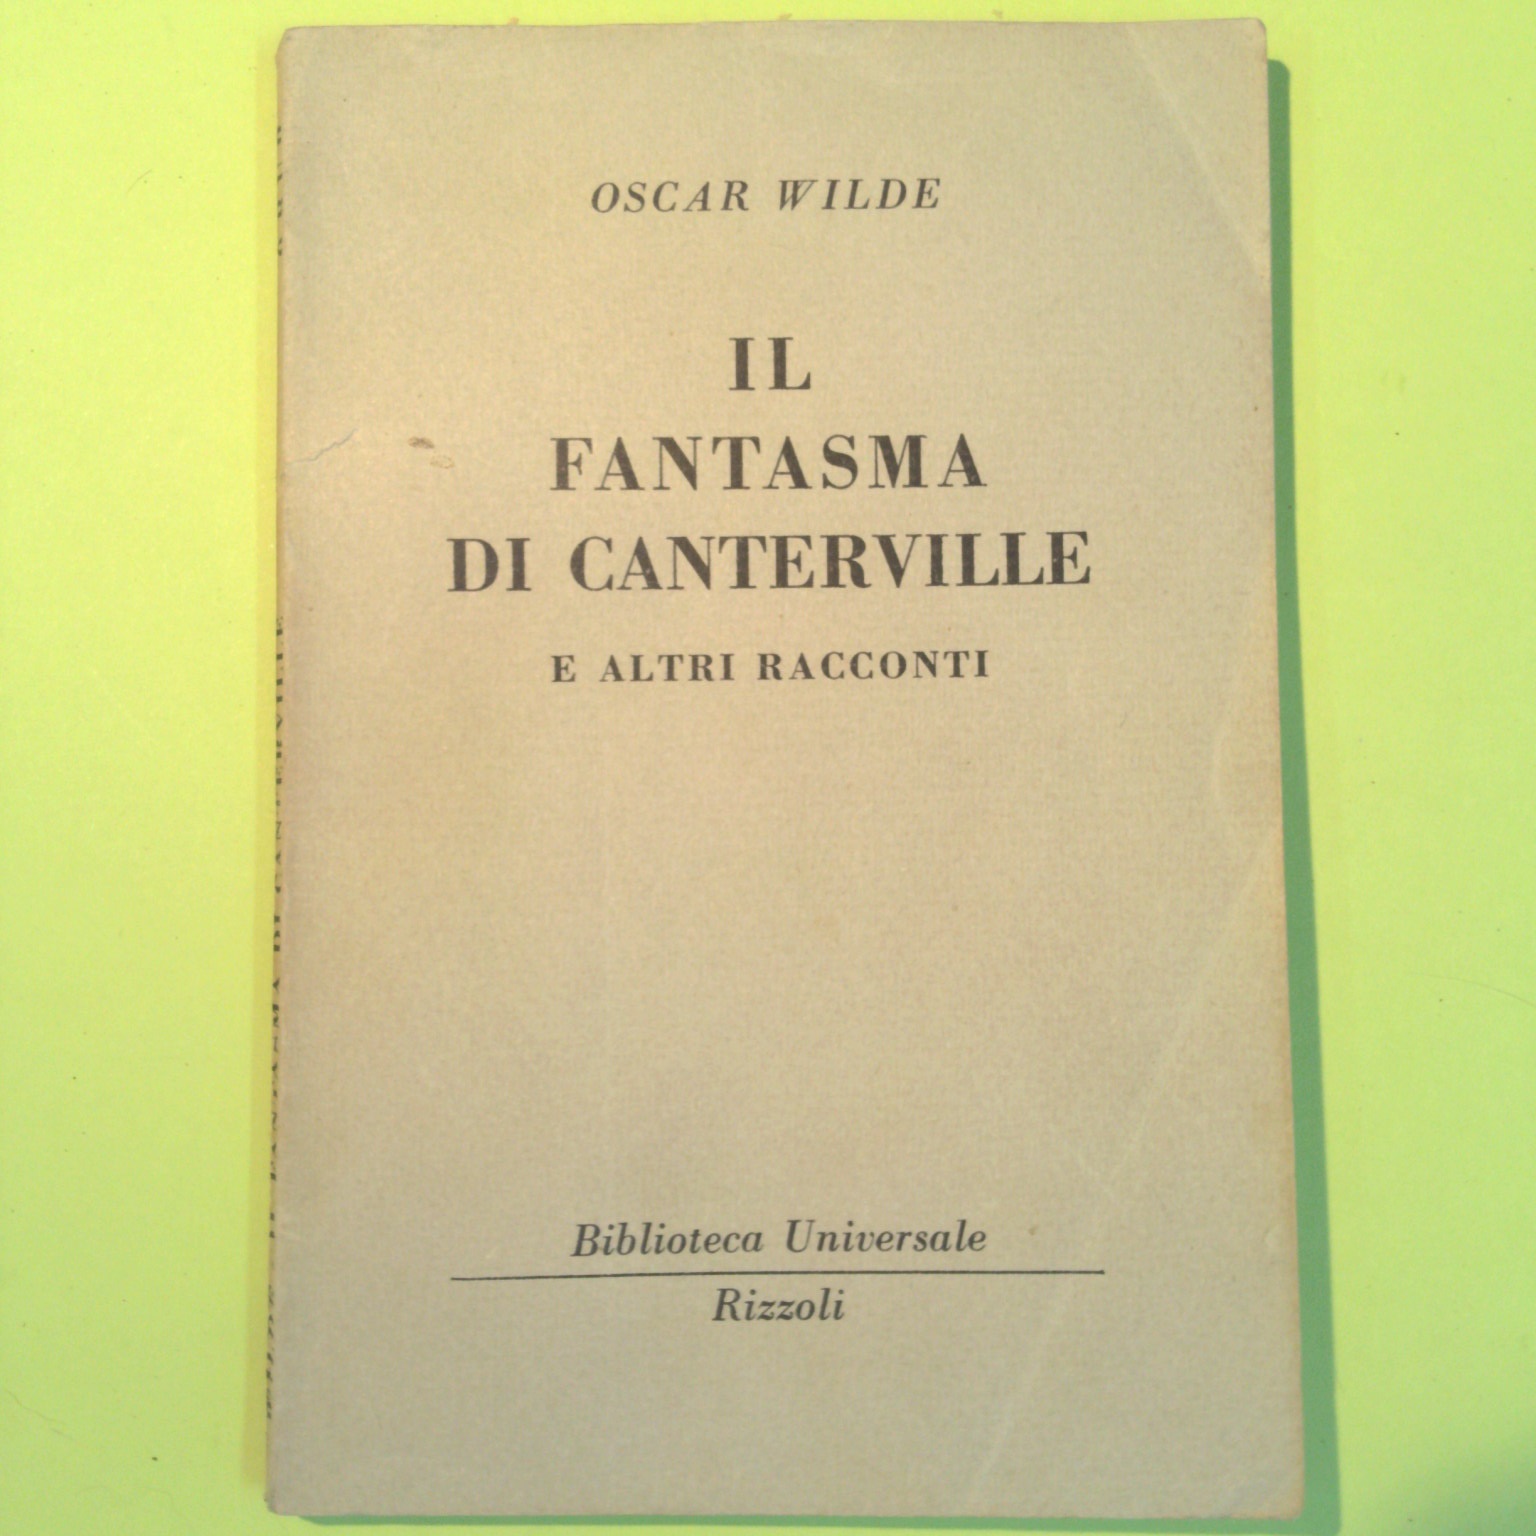 OSCAR WILDE
IL
FANTASMA
DI CANTERVILLE
E ALTRI RACCONTI
Biblioteca Universale
Rizzoli